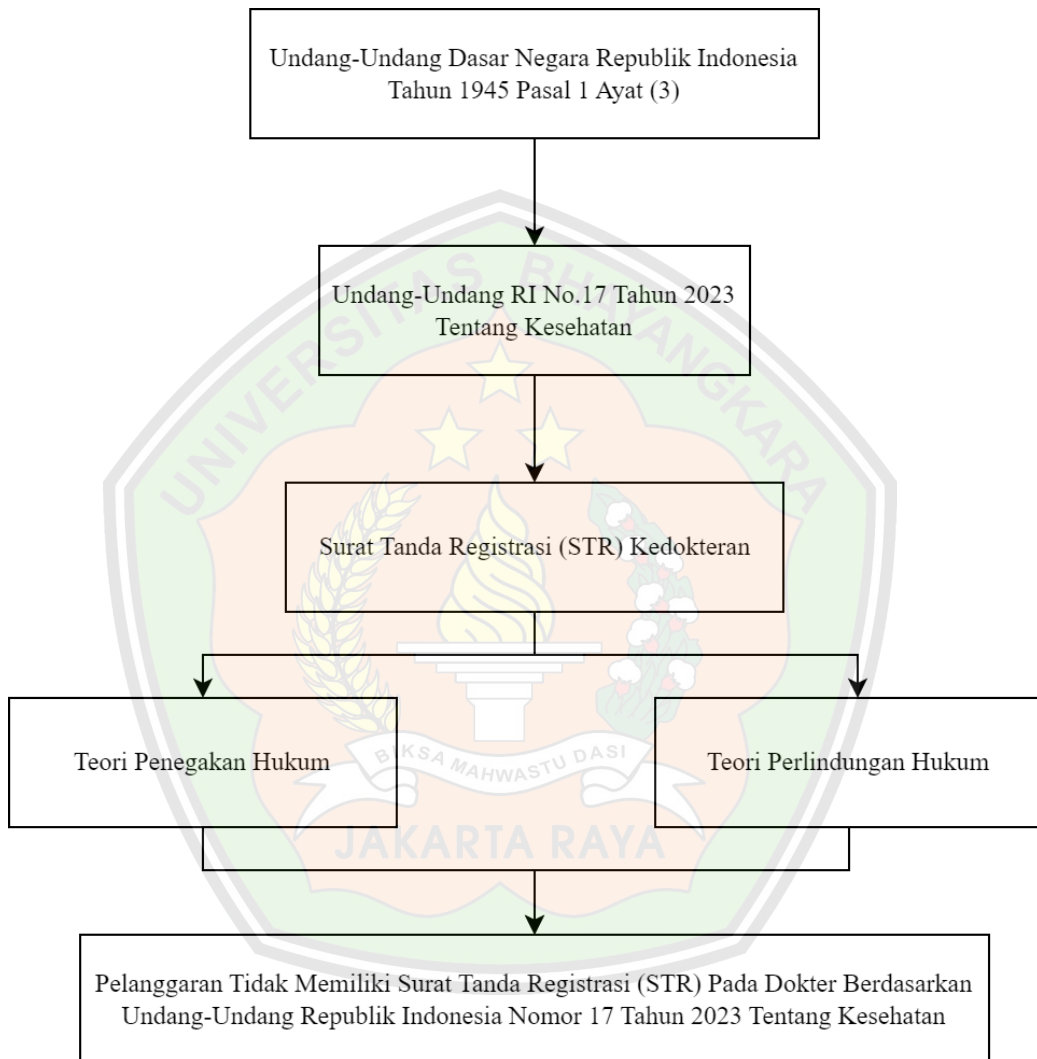 Undang-Undang Dasar Negara Republik Indonesia
Tahun 1945 Pasal 1 Ayat (3)
UNIVERSITAS BHAYANGKARA
Undang-Undang RI No.17 Tahun 2023
Tentang Kesehatan
Surat Tanda Registrasi (STR) Kedokteran
Teori Penegakan Hukum
Teori Perlindungan Hukum
BIKSA MAHWASTU DASI
JAKARTA RAYA
Pelanggaran Tidak Memiliki Surat Tanda Registrasi (STR) Pada Dokter Berdasarkan
Undang-Undang Republik Indonesia Nomor 17 Tahun 2023 Tentang Kesehatan